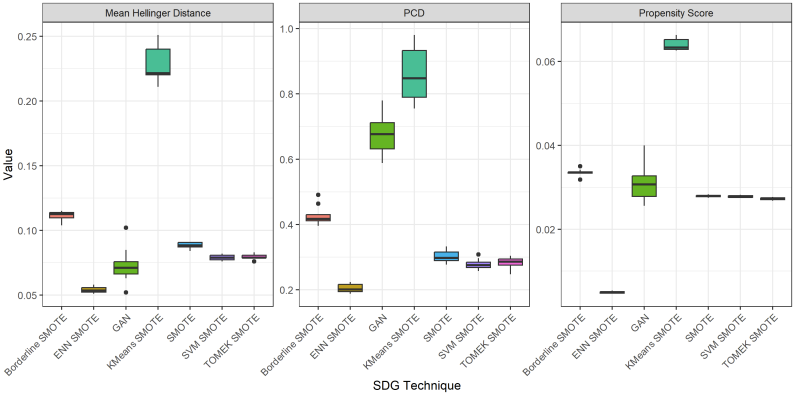 Mean Hellinger Distance
PCD
Propensity Score
Value
0.25
0.20
0.15
0.10
0.05
1.0
0.8
0.6
0.4
0.2
0.06
0.04
0.02
Borderline SMOTE
ENN SMOTE
GAN
KMeans SMOTE
SMOTE
SVM SMOTE
TOMEK SMOTE
Borderline SMOTE
ENN SMOTE
GAN
KMeans SMOTE
SMOTE
SVM SMOTE
TOMEK SMOTE
Borderline SMOTE
ENN SMOTE
GAN
KMeans SMOTE
SMOTE
SVM SMOTE
TOMEK SMOTE
SDG Technique